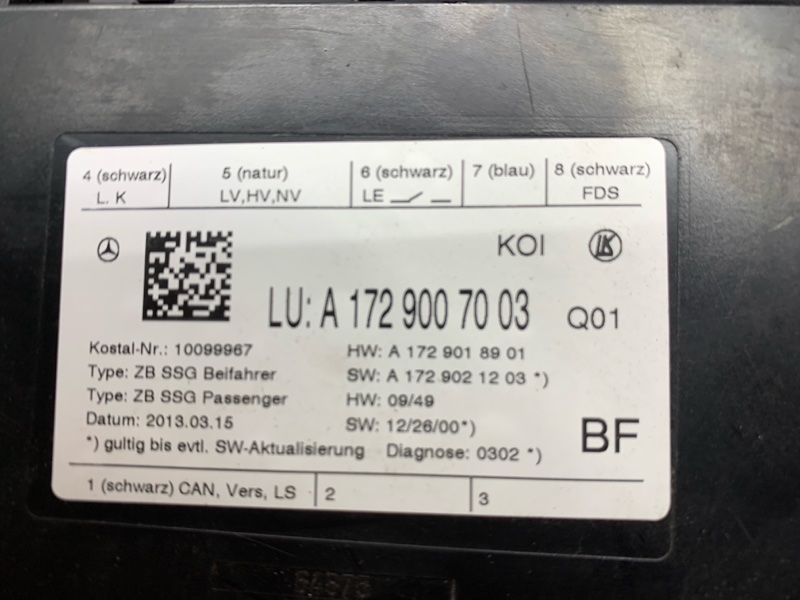 4 (schwarz) 5 (natur) 6 (schwarz) 7 (blau) 8 (schwarz)
L. K LV,HV,NV LE FDS
KOI
LU: A 172 900 70 03 Q01
Kostal-Nr.: 10099967 HW: A 172 901 89 01
Type: ZB SSG Beifahrer SW: A 172 902 12 03 *)
Type: ZB SSG Passenger HW: 09/49
Datum: 2013.03.15 SW: 12/26/00*)
*) gultig bis evtl. SW-Aktualisierung Diagnose: 0302 *)
BF
1 (schwarz) CAN, Vers, LS 2 3